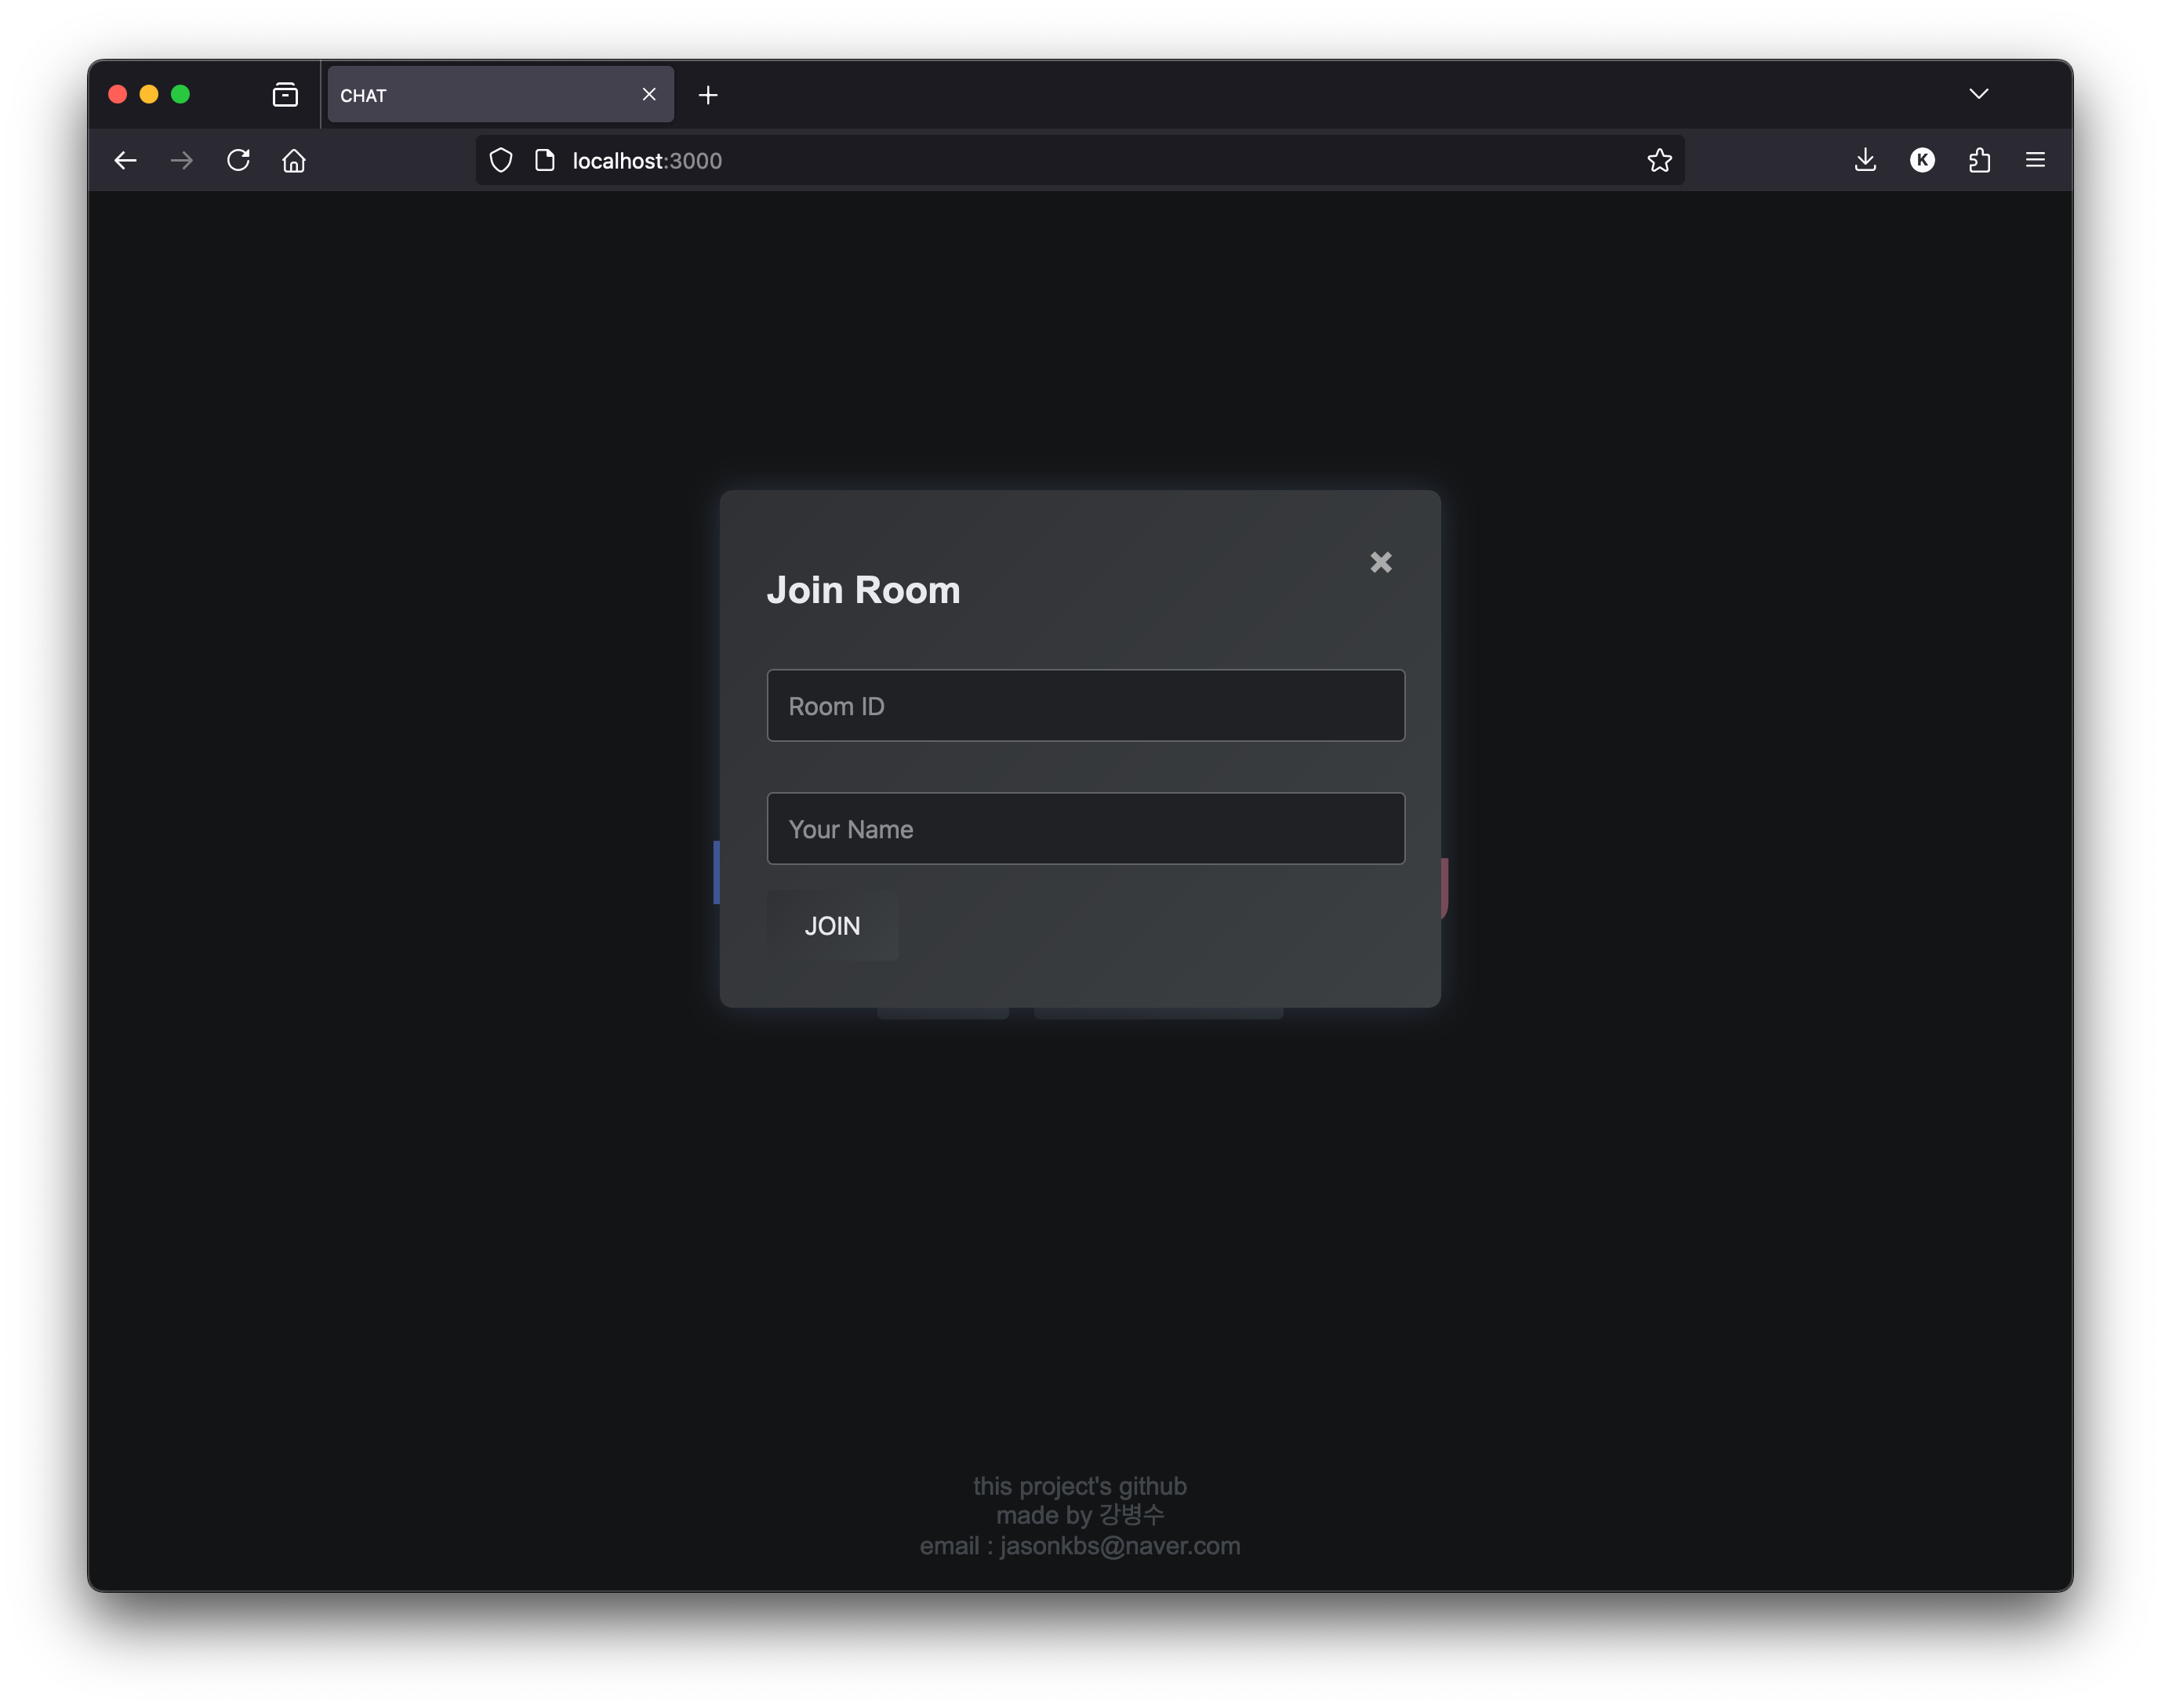 CHAT
localhost:3000
K
Join Room
Room ID
Your Name
JOIN
this project's github
made by 강병수
email : jasonkbs@naver.com